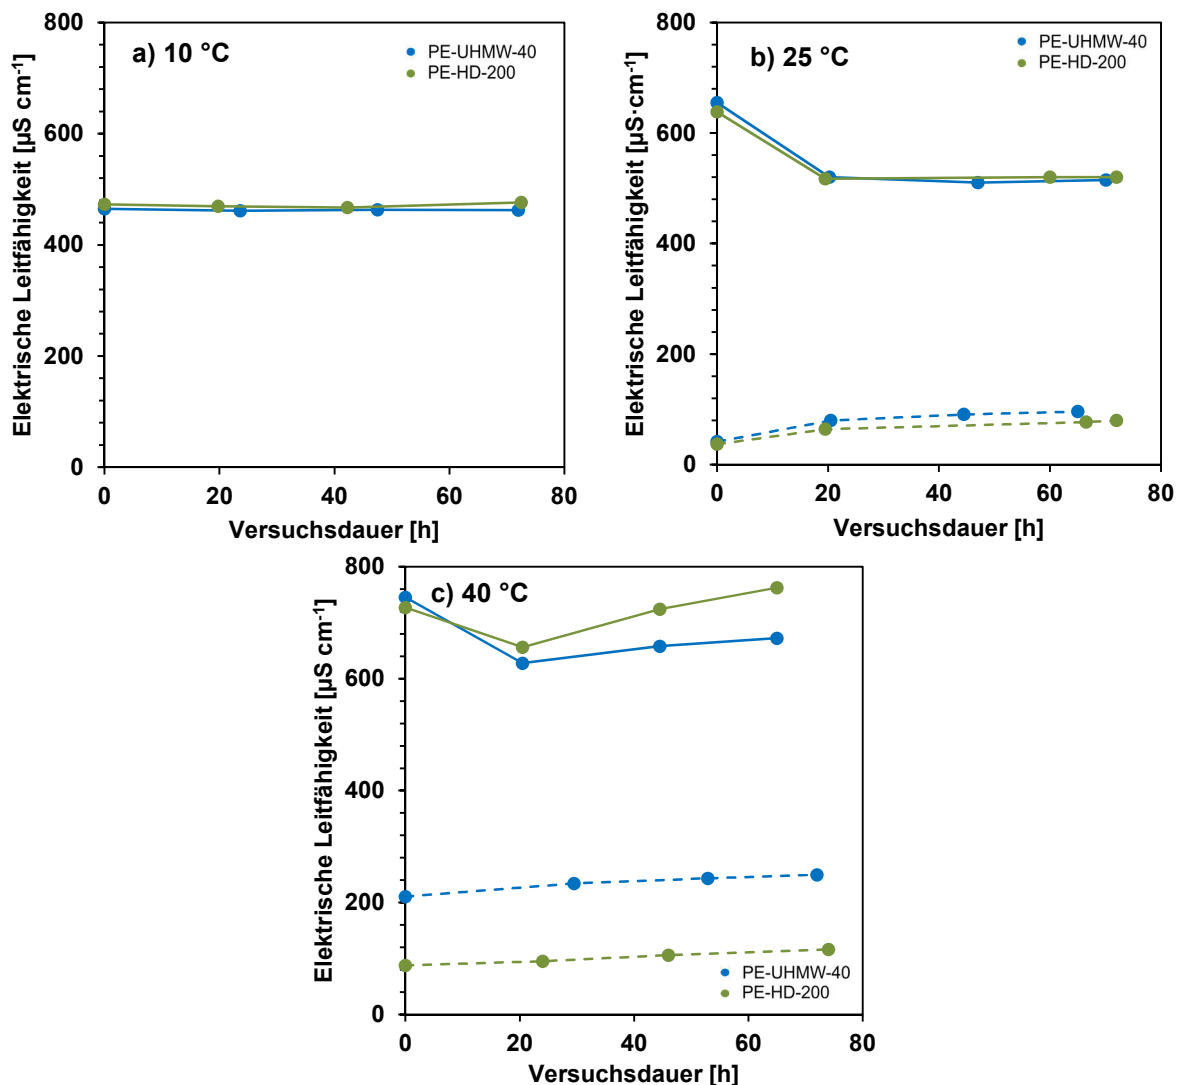 a) 10 °C
PE-UHMW-40
PE-HD-200
Elektrische Leitfähigkeit [µS cm-1]
800
600
400
200
0
0 20 40 60 80
Versuchsdauer [h]
b) 25 °C
PE-UHMW-40
PE-HD-200
Elektrische Leitfähigkeit [µS·cm-1]
800
600
400
200
0
0 20 40 60 80
Versuchsdauer [h]
c) 40 °C
Elektrische Leitfähigkeit [µS cm-1]
800
600
400
200
0
PE-UHMW-40
PE-HD-200
0 20 40 60 80
Versuchsdauer [h]